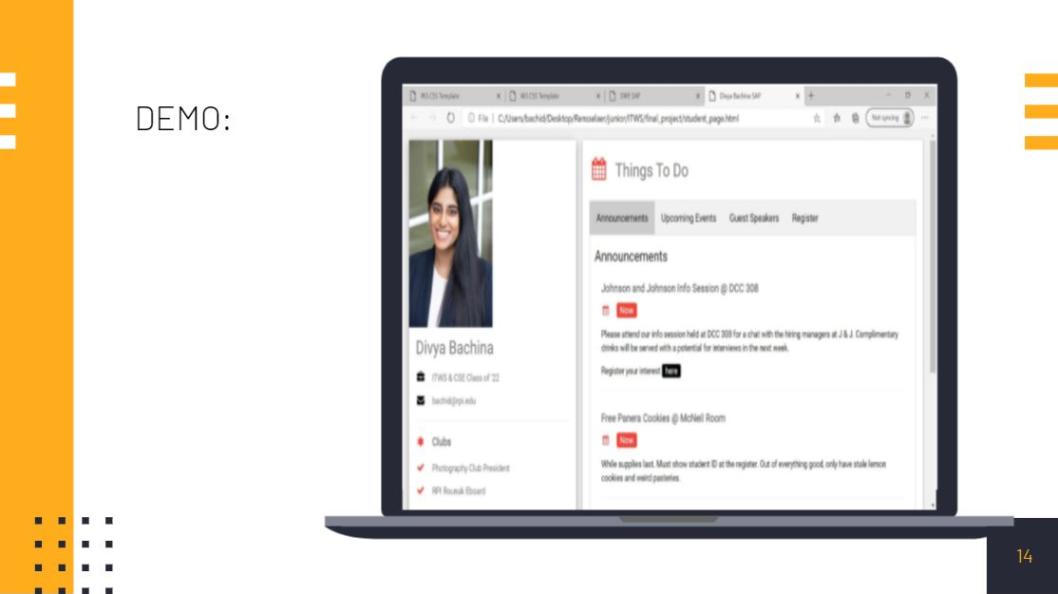 DEMO:
W3.CSS Template
W3.CSS Template
Divya Bachina SAP
File | C:/Users/bachid/Desktop/Rensselaer/junior/ITWS/final_project/student_page.html
Not syncing
Divya Bachina
ITWS & CSE Class of '22
bachid@rpi.edu
Clubs
Photography Club President
RPI Eboard
Things To Do
Announcements Upcoming Events Guest Speakers Register
Announcements
Johnson and Johnson Info Session @ DCC 308
Now
Please attend our info session held at DCC 308 for a chat with the hiring managers at J & J. Complimentary
drinks will be served with a potential for interviews in the next week.
Register your interest here
Free Panera Cookies @ McNeil Room
Now
While supplies last. Must show student ID at the register. Out of everything good, only have stale lemon
cookies and weird pasteries.
14